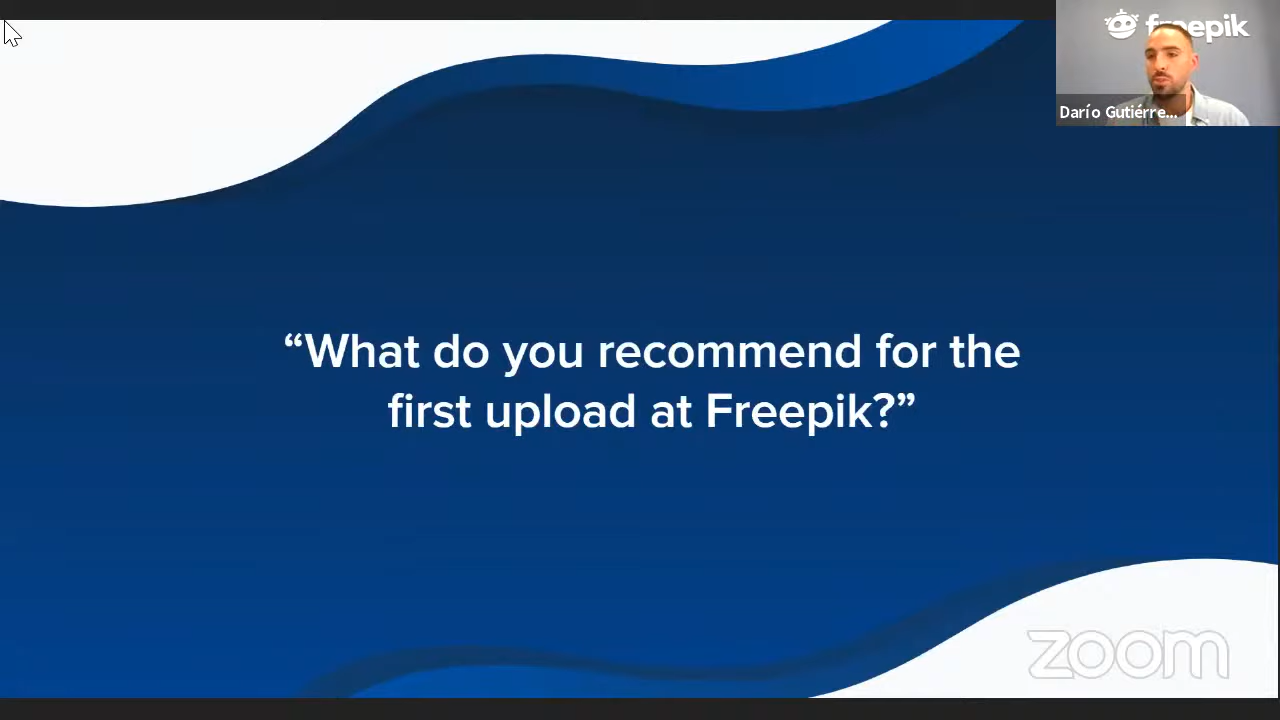 freepik
Darío Gutiérre...
“What do you recommend for the
first upload at Freepik?”
zoom